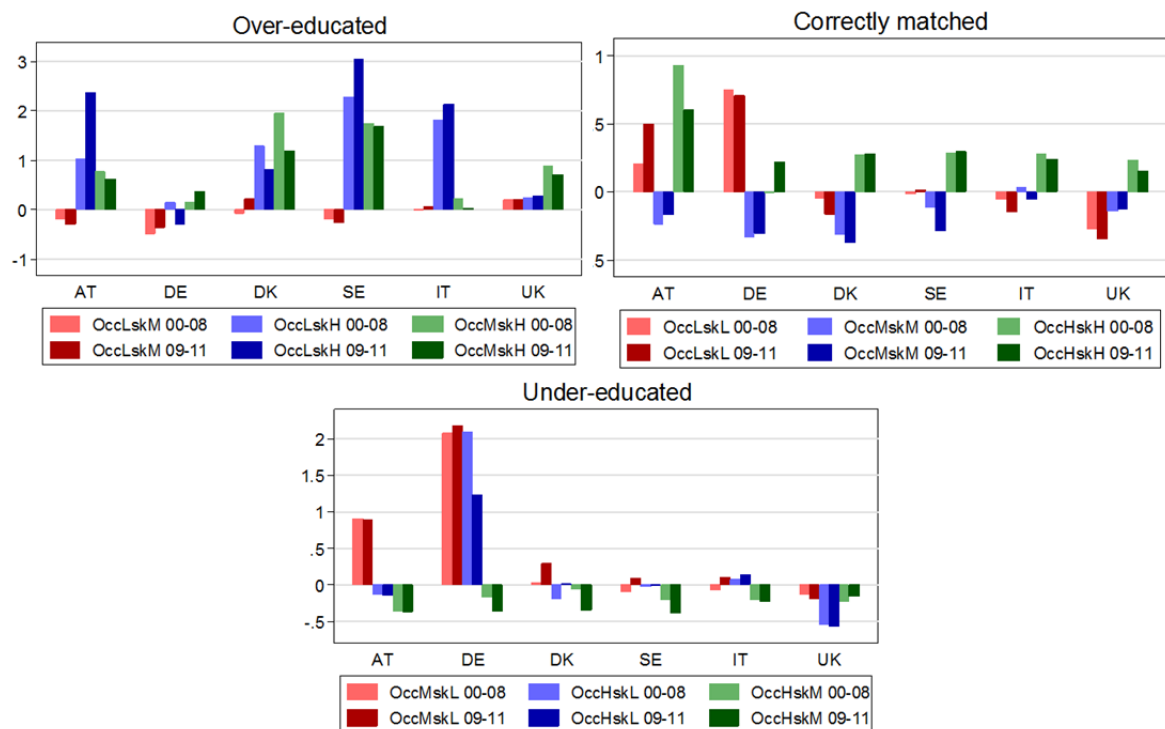 Over-educated
3
2
1
0
-1
AT DE DK SE IT UK
OccLskM 00-08 OccLskH 00-08 OccMskH 00-08
OccLskM 09-11 OccLskH 09-11 OccMskH 09-11
Correctly matched
1
5
0
5
AT DE DK SE IT UK
OccLskL 00-08 OccMskM 00-08 OccHskH 00-08
OccLskL 09-11 OccMskM 09-11 OccHskH 09-11
Under-educated
2
1.5
1
.5
0
-.5
AT DE DK SE IT UK
OccMskL 00-08 OccHskL 00-08 OccHskM 00-08
OccMskL 09-11 OccHskL 09-11 OccHskM 09-11